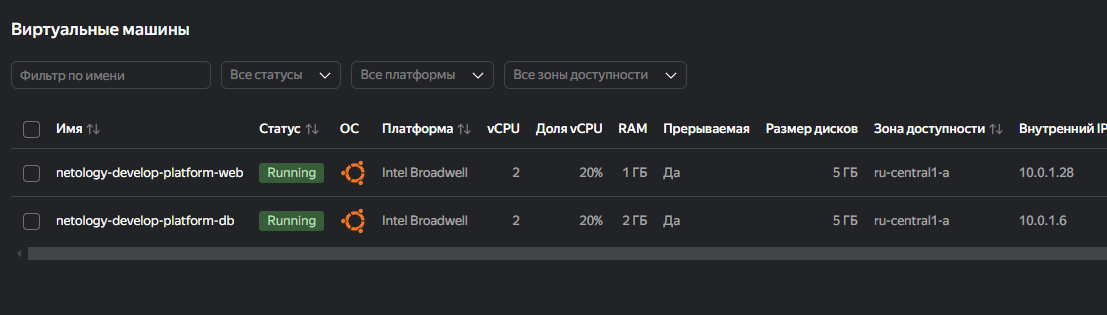 Виртуальные машины
Фильтр по имени Все статусы Все платформы Все зоны доступности
Имя Статус ОС Платформа vCPU Доля vCPU RAM Прерываемая Размер дисков Зона доступности Внутренний IP
netology-develop-platform-web Running Intel Broadwell 2 20% 1 ГБ Да 5 ГБ ru-central1-a 10.0.1.28
netology-develop-platform-db Running Intel Broadwell 2 20% 2 ГБ Да 5 ГБ ru-central1-a 10.0.1.6